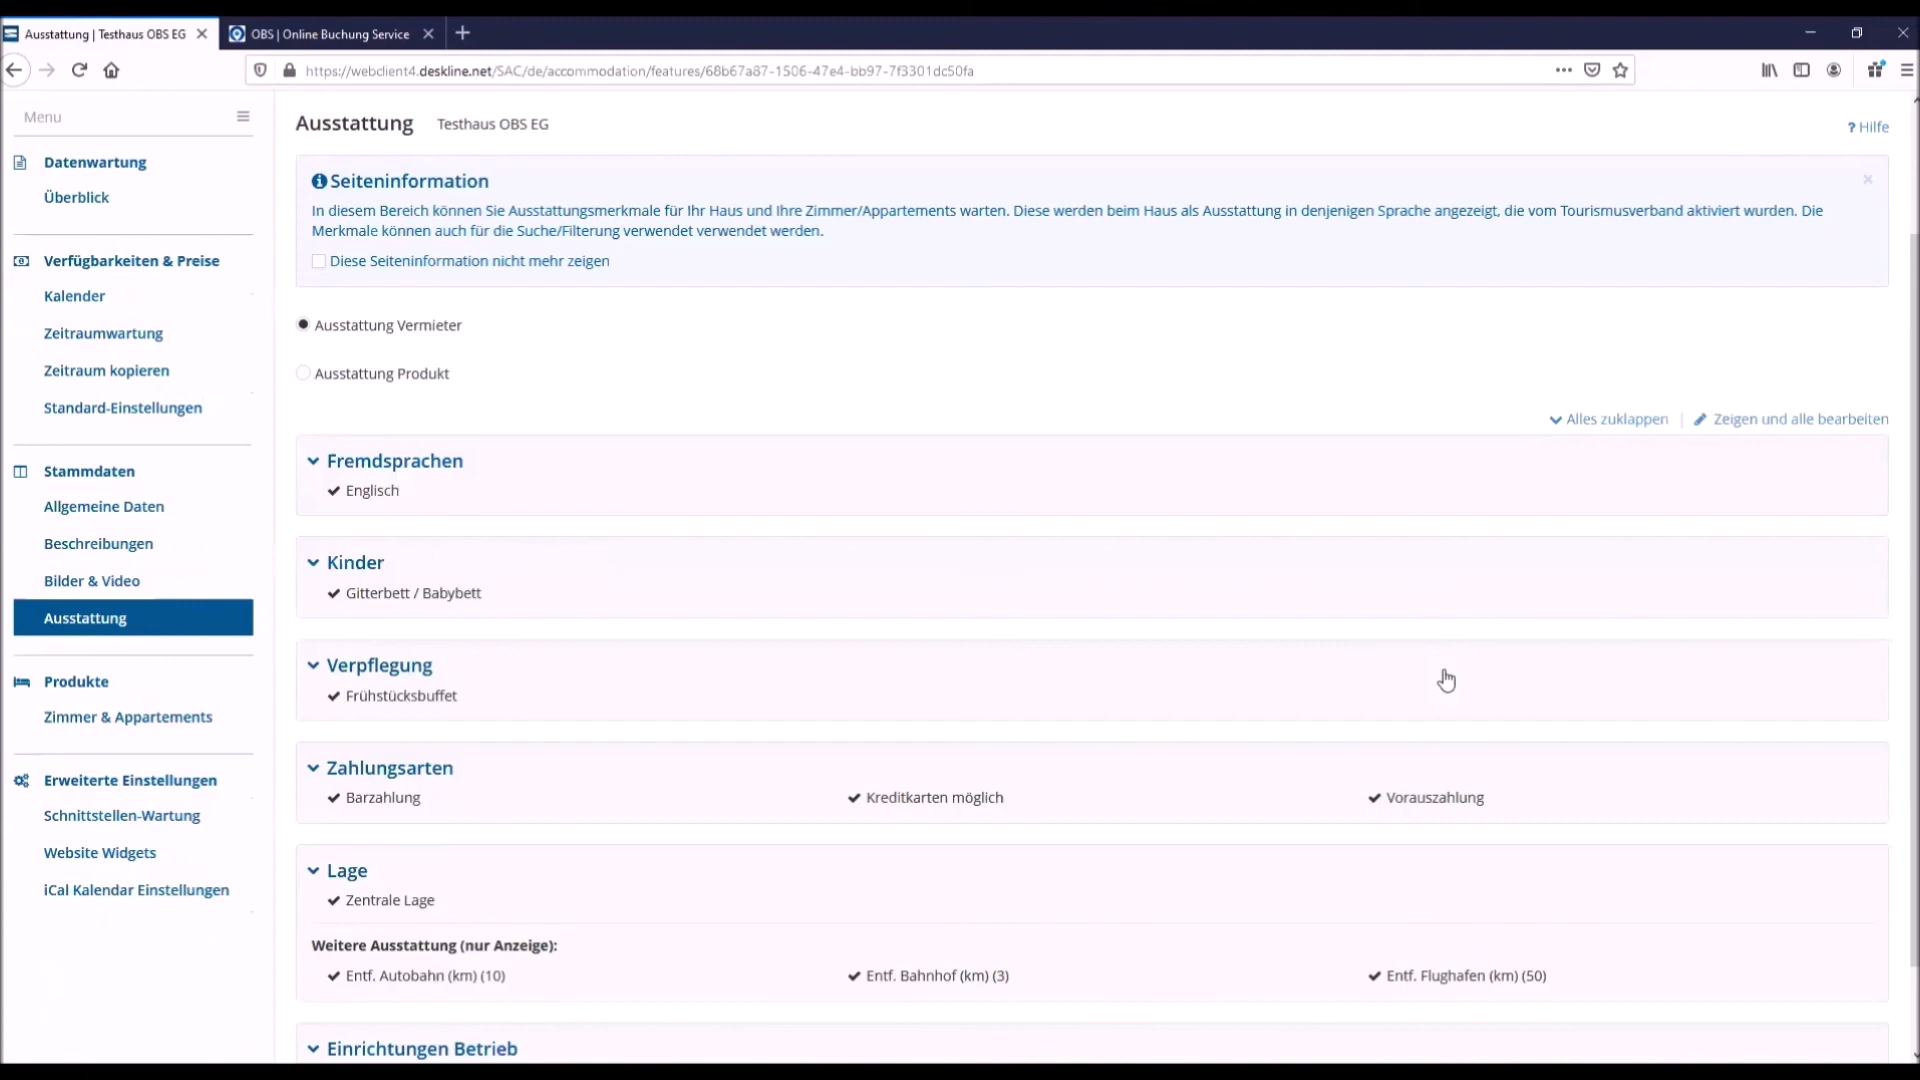 Ausstattung | Testhaus OBS EG
OBS | Online Buchung Service
https://webclient4.deskline.net/SAC/de/accommodation/features/68b67a87-1506-47e4-bb97-7f3301dc50fa
Menu
Datenwartung
Überblick
Verfügbarkeiten & Preise
Kalender
Zeitraumwartung
Zeitraum kopieren
Standard-Einstellungen
Stammdaten
Allgemeine Daten
Beschreibungen
Bilder & Video
Ausstattung
Produkte
Zimmer & Appartements
Erweiterte Einstellungen
Schnittstellen-Wartung
Website Widgets
iCal Kalendar Einstellungen
Ausstattung Testhaus OBS EG
? Hilfe
Seiteninformation
In diesem Bereich können Sie Ausstattungsmerkmale für Ihr Haus und Ihre Zimmer/Appartements warten. Diese werden beim Haus als Ausstattung in denjenigen Sprache angezeigt, die vom Tourismusverband aktiviert wurden. Die
Merkmale können auch für die Suche/Filterung verwendet verwendet werden.
Diese Seiteninformation nicht mehr zeigen
Ausstattung Vermieter
Ausstattung Produkt
Alles zuklappen | Zeigen und alle bearbeiten
Fremdsprachen
Englisch
Kinder
Gitterbett / Babybett
Verpflegung
Frühstücksbuffet
Zahlungsarten
Barzahlung Kreditkarten möglich Vorauszahlung
Lage
Zentrale Lage
Weitere Ausstattung (nur Anzeige):
Entf. Autobahn (km) (10) Entf. Bahnhof (km) (3) Entf. Flughafen (km) (50)
Einrichtungen Betrieb